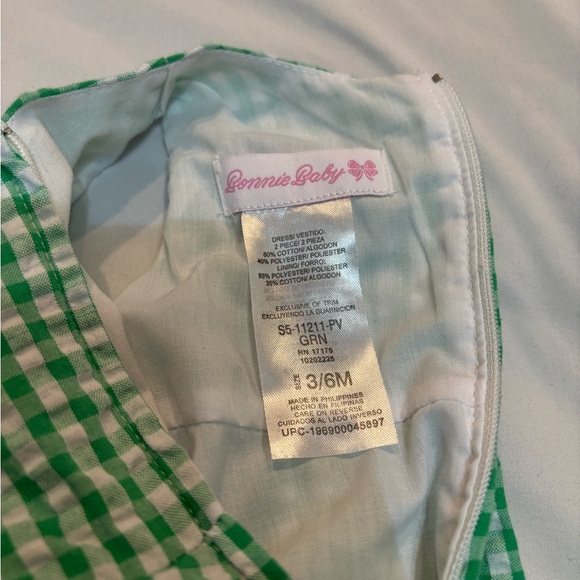 Bonnie Baby
DRESS/ VESTIDO:
2 PIECE/ 2 PIEZA
60% COTTON/ALGODON
40% POLYESTER/ POLIESTER
LINING/ FORRO:
65% POLYESTER/POLIESTER
35% COTTON/ALGODON
EXCLUSIVE OF TRIM
EXCLUYENDO LA GUARNICION
S5-11211-PV
GRN
RN 17175
10202225
SIZE 3/6M
MADE IN PHILIPPINES
HECHO EN FILIPINAS
CARE ON REVERSE
CUIDADOS AL LADO INVERSO
UPC-196900045897